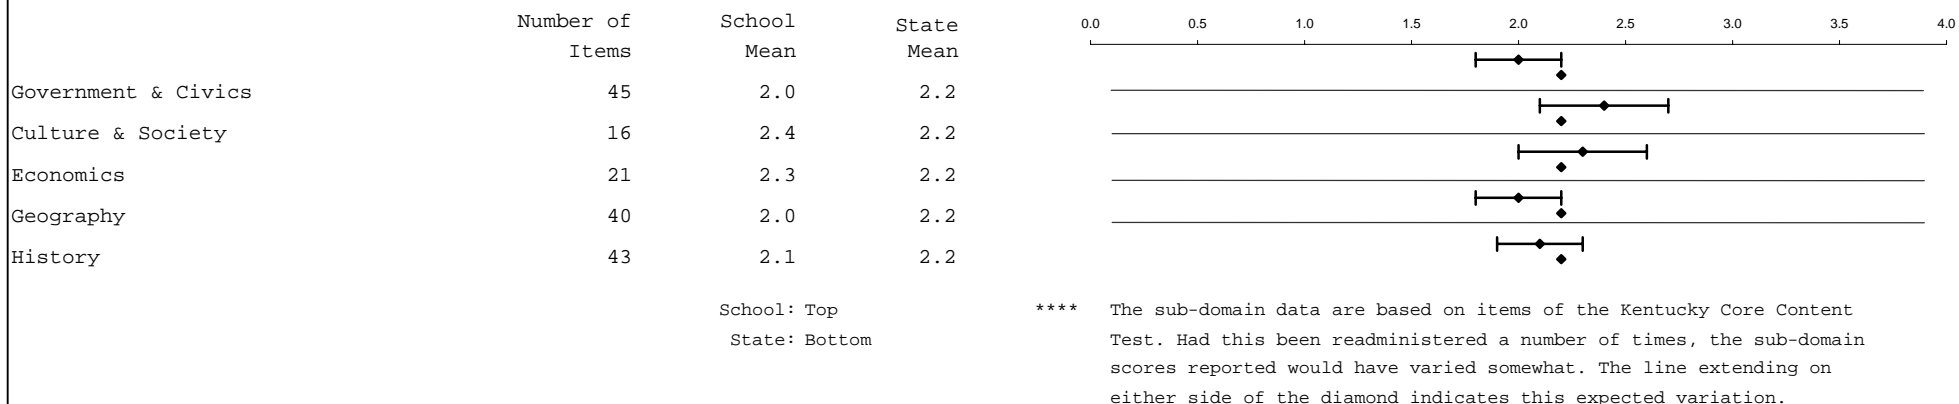 Number of School State 0.0 0.5 1.0 1.5 2.0 2.5 3.0 3.5 4.0
Items Mean Mean
Government & Civics 45 2.0 2.2
Culture & Society 16 2.4 2.2
Economics 21 2.3 2.2
Geography 40 2.0 2.2
History 43 2.1 2.2
School: Top **** The sub-domain data are based on items of the Kentucky Core Content
State: Bottom Test. Had this been readministered a number of times, the sub-domain
scores reported would have varied somewhat. The line extending on
either side of the diamond indicates this expected variation.